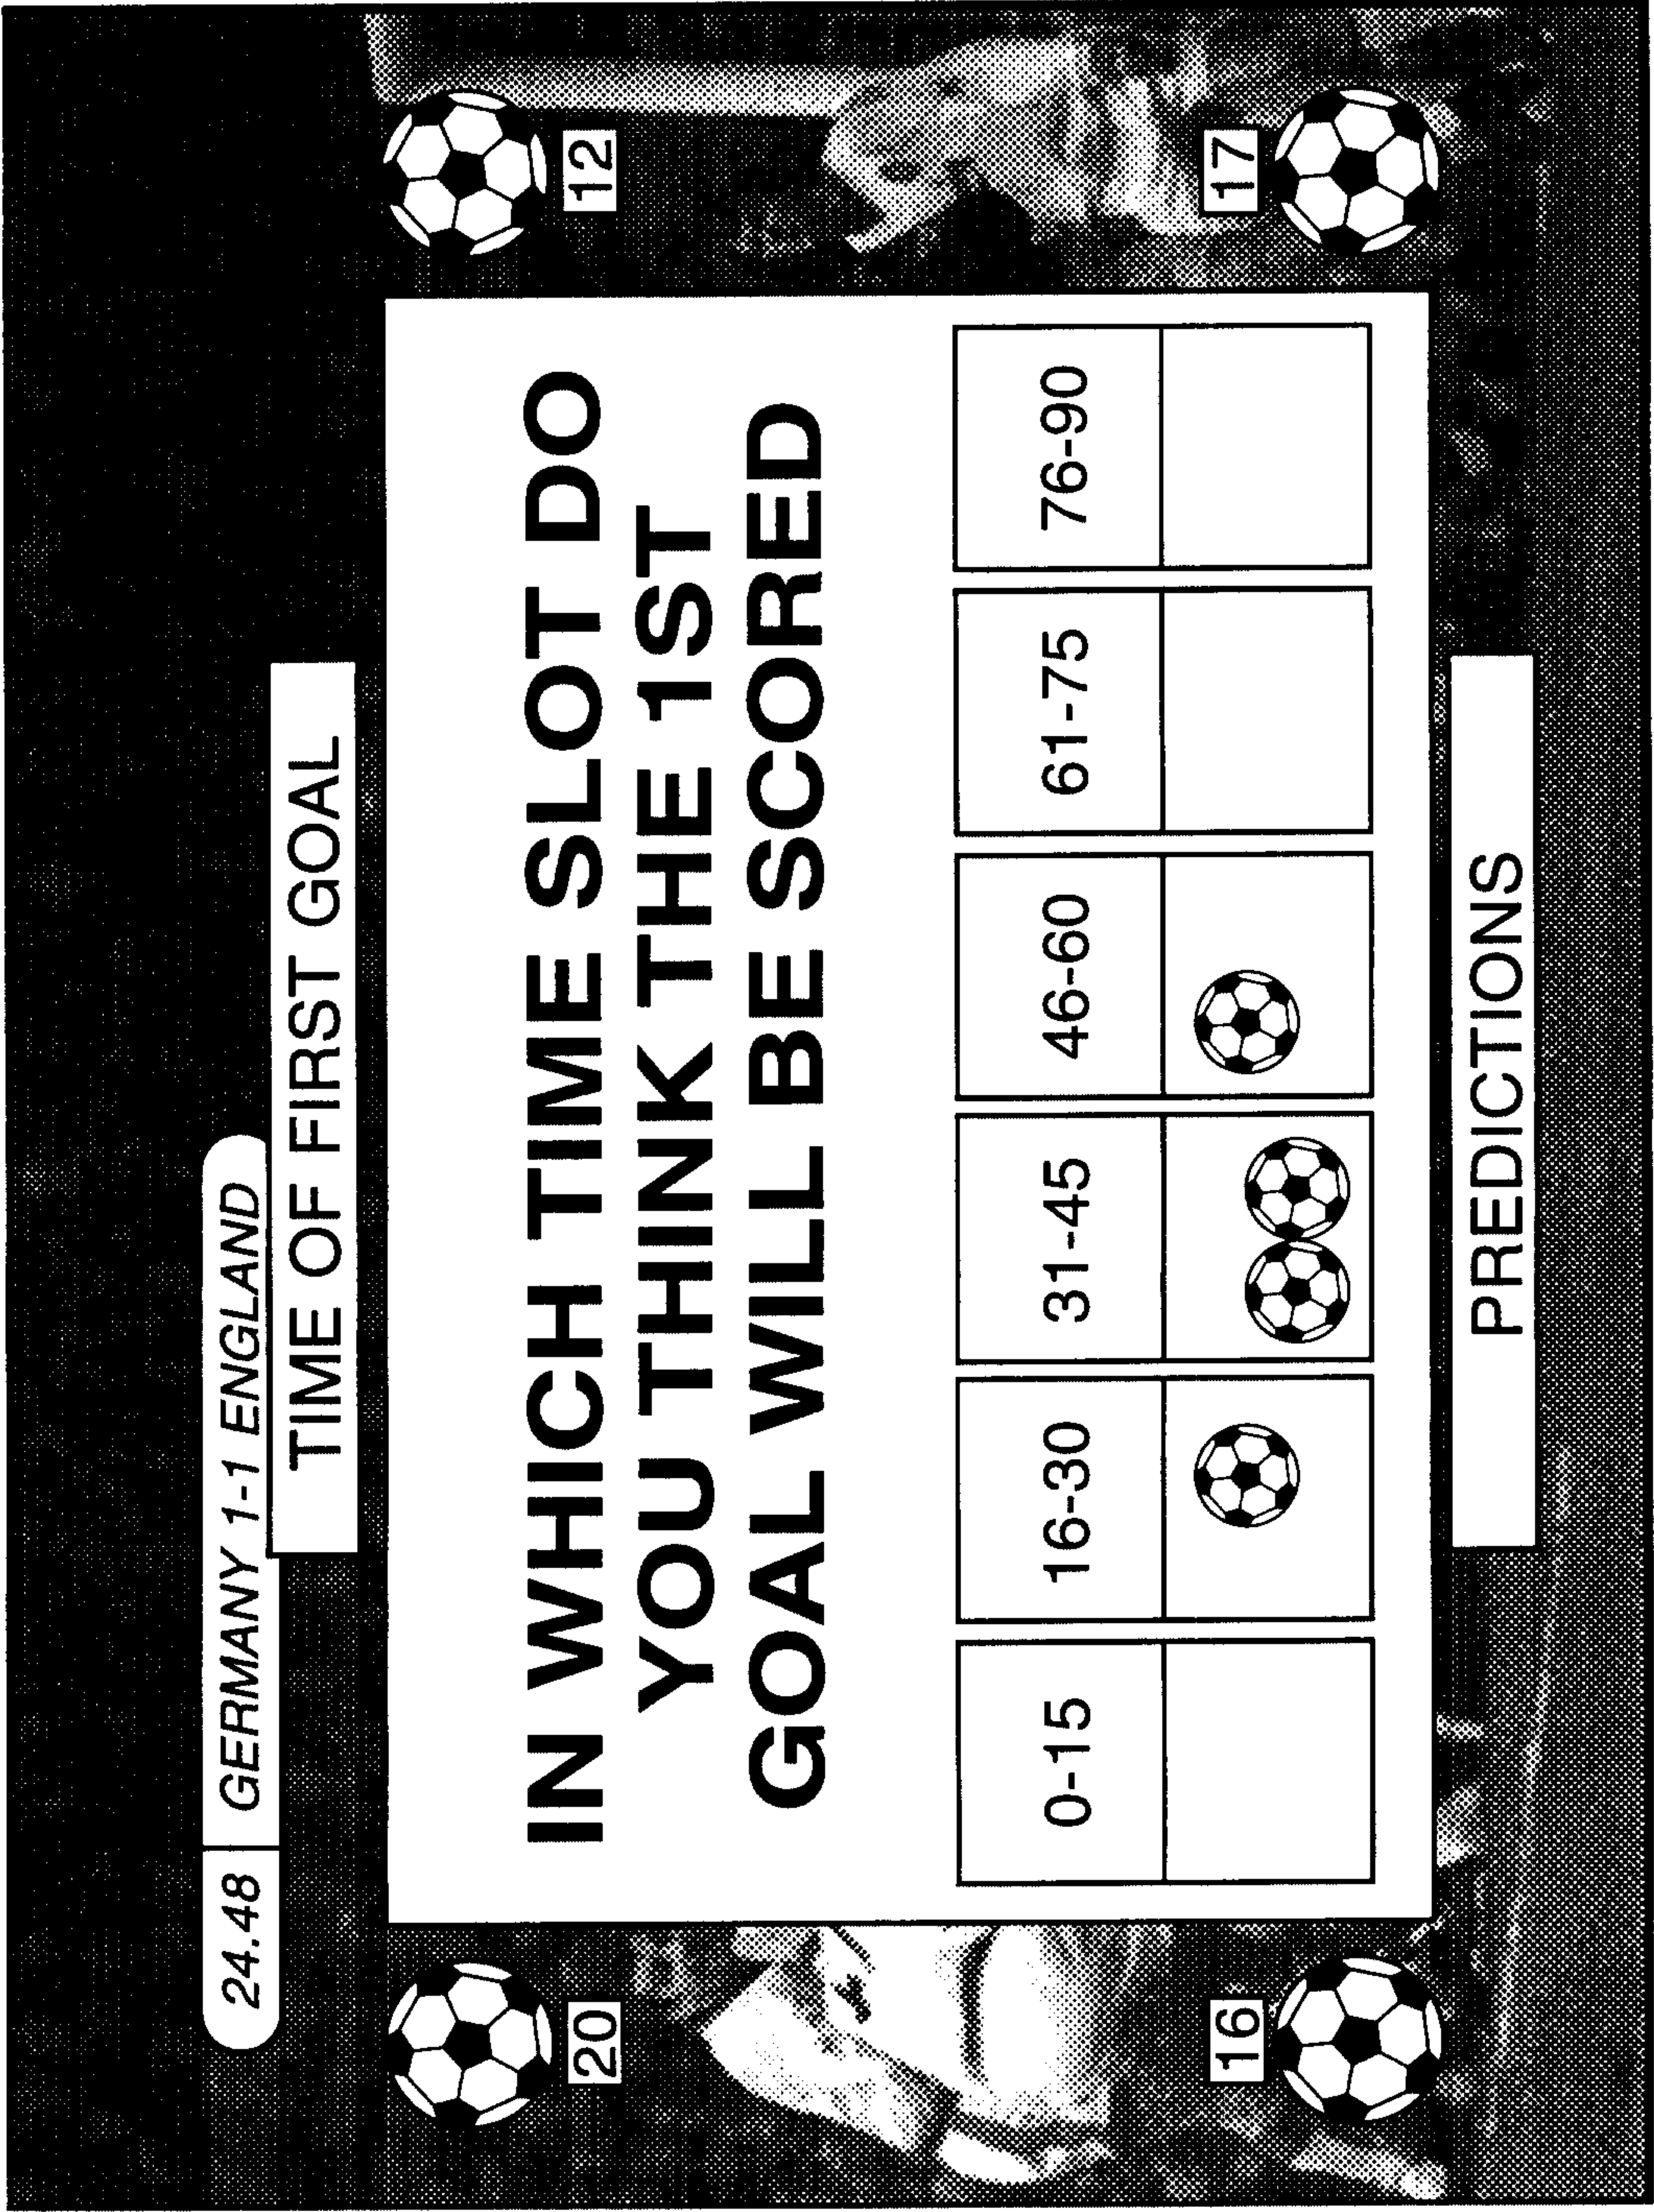 24.48 GERMANY 1-1 ENGLAND
TIME OF FIRST GOAL
20
12
IN WHICH TIME SLOT DO
YOU THINK THE 1ST
GOAL WILL BE SCORED
0-15 16-30 31-45 46-60 61-75 76-90
16
17
PREDICTIONS